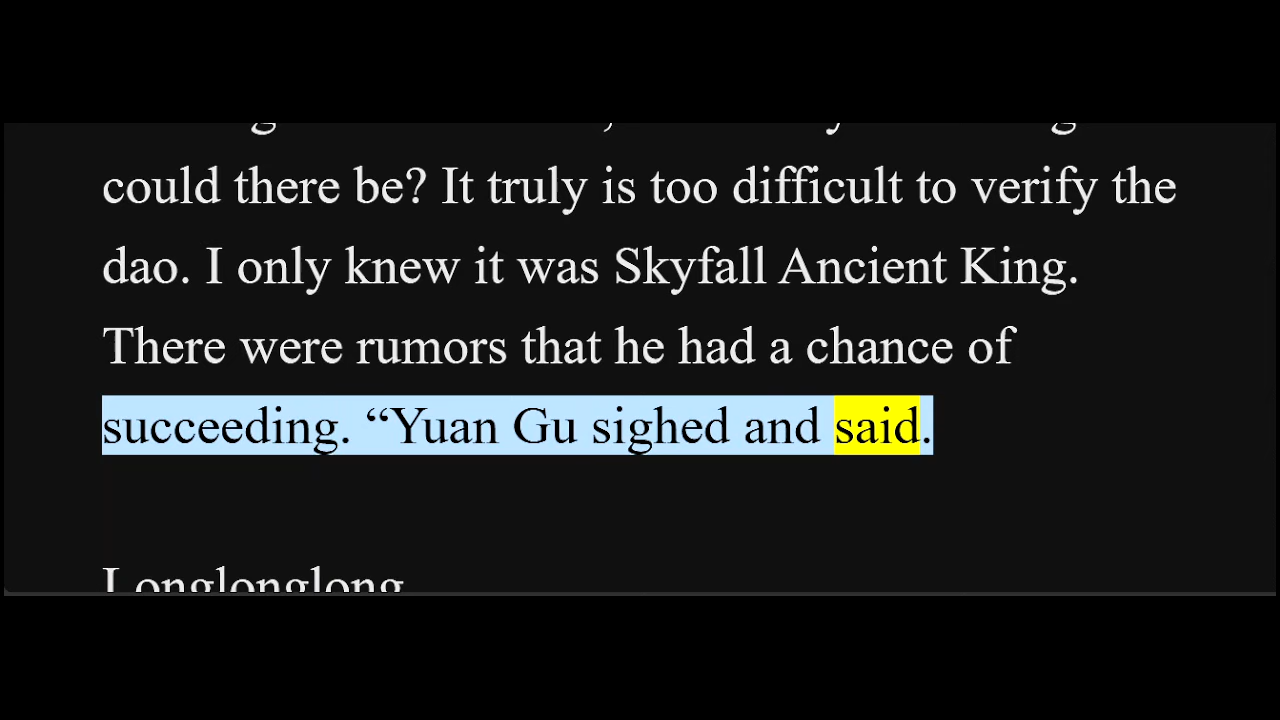 could there be? It truly is too difficult to verify the
dao. I only knew it was Skyfall Ancient King.
There were rumors that he had a chance of
succeeding. “Yuan Gu sighed and said.
Longlonglong